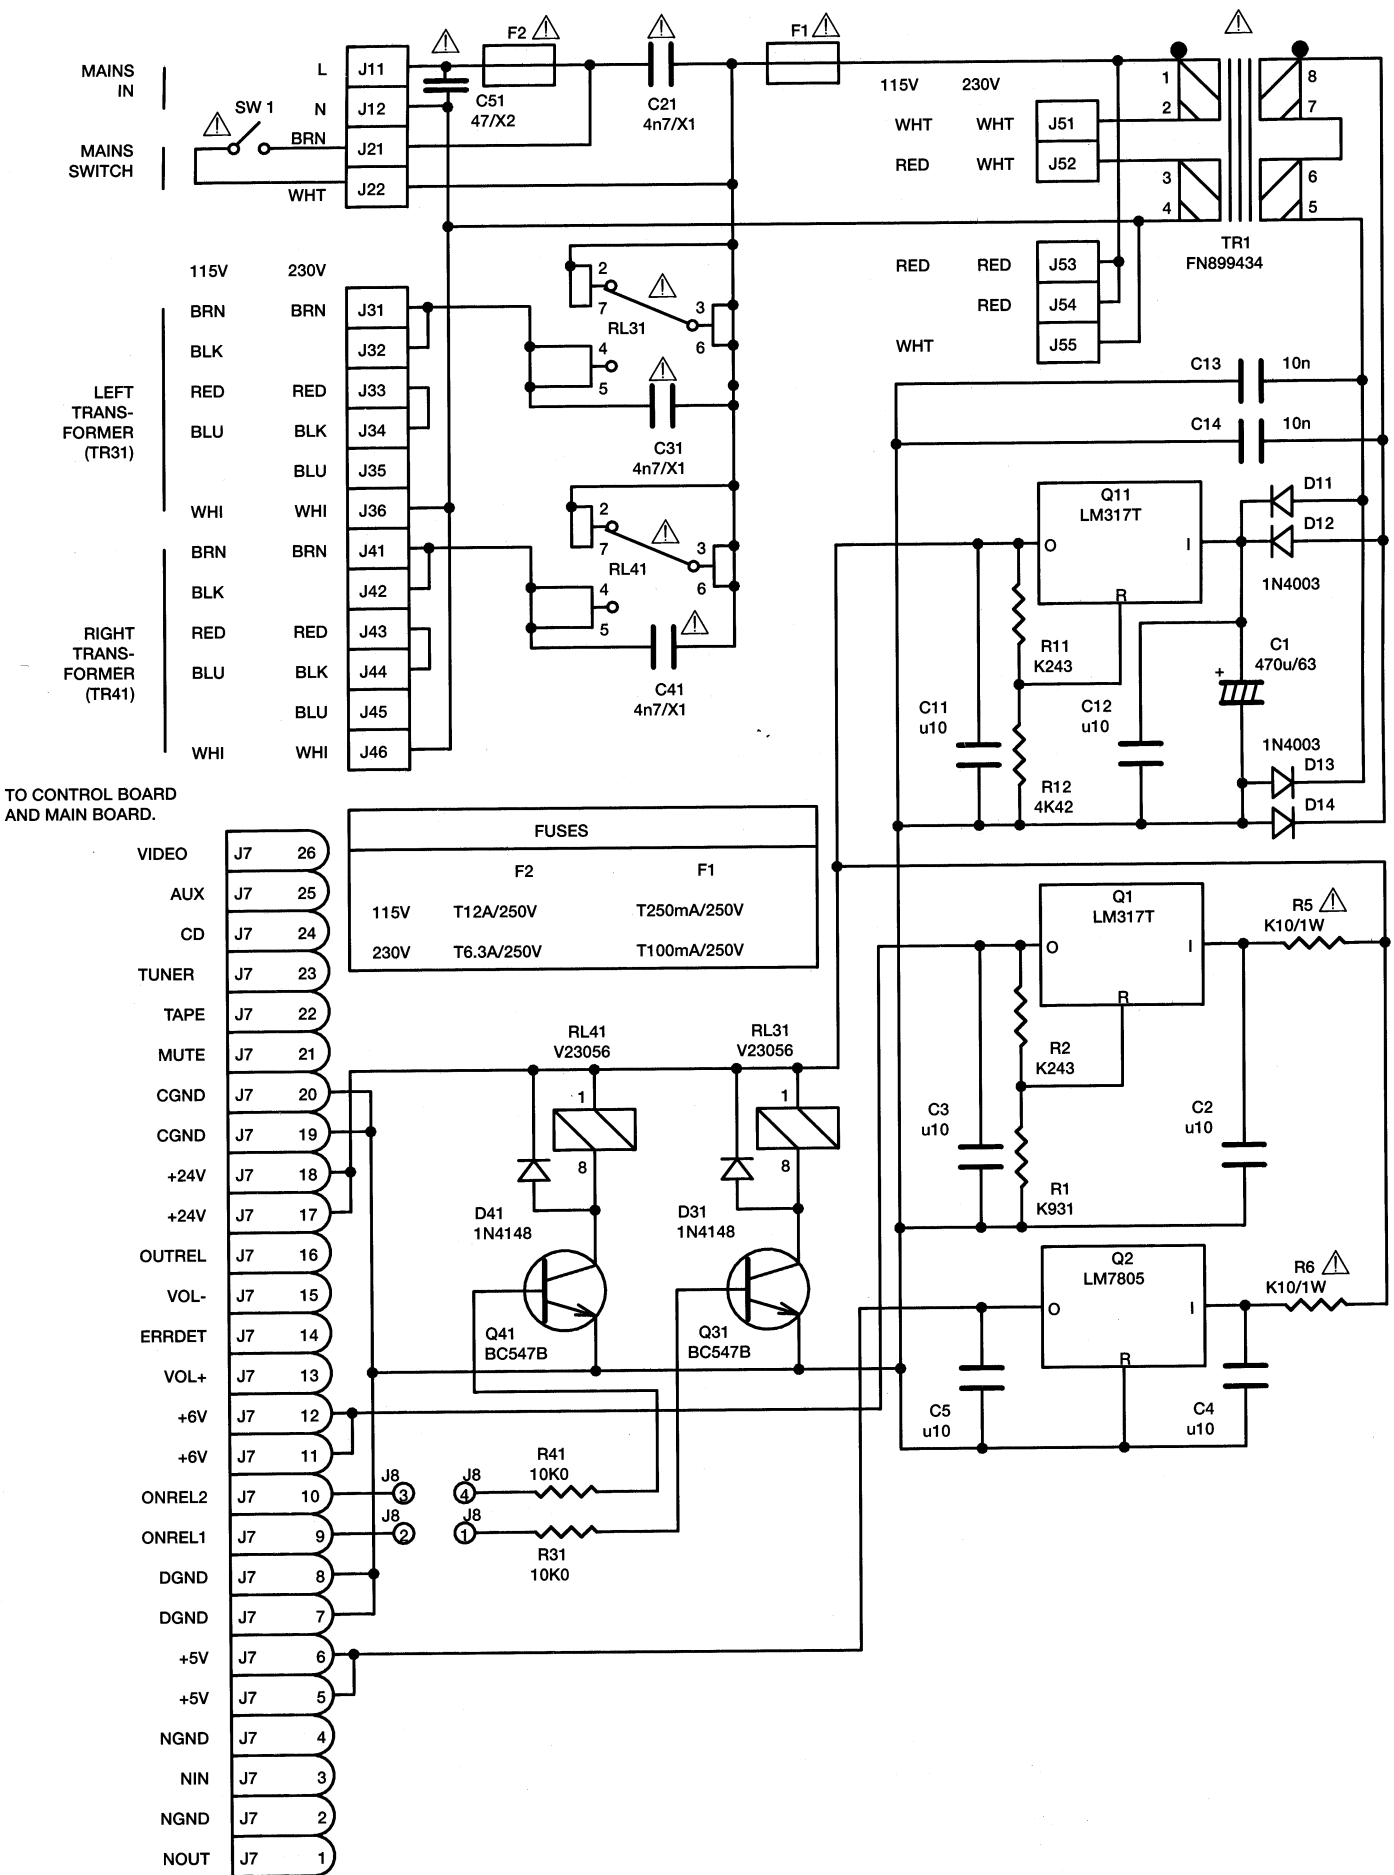 MAINS
IN
L
J11
F2
C51
47/X2
C21
4n7/X1
F1
SW 1
N
J12
BRN
J21
MAINS
SWITCH
WHT
J22
115V 230V
WHT WHT J51
RED WHT J52
RED RED J53
RED J54
WHT J55
1
2
3
4
8
7
6
5
TR1
FN899434
115V 230V
LEFT
TRANS-
FORMER
(TR31)
BRN BRN J31
BLK J32
RED RED J33
BLU BLK J34
BLU J35
WHI WHI J36
2
7
RL31
3
6
4
5
C31
4n7/X1
RIGHT
TRANS-
FORMER
(TR41)
BRN BRN J41
BLK J42
RED RED J43
BLU BLK J44
BLU J45
WHI WHI J46
2
7
RL41
3
6
4
5
C41
4n7/X1
C13 10n
C14 10n
Q11
LM317T
O I
R
D11
D12
1N4003
R11
K243
C1
+
470u/63
C11
u10
C12
u10
R12
4K42
1N4003
D13
D14
TO CONTROL BOARD
AND MAIN BOARD.
FUSES
F2 F1
115V T12A/250V T250mA/250V
230V T6.3A/250V T100mA/250V
VIDEO J7 26
AUX J7 25
CD J7 24
TUNER J7 23
TAPE J7 22
MUTE J7 21
CGND J7 20
CGND J7 19
+24V J7 18
+24V J7 17
OUTREL J7 16
VOL- J7 15
ERRDET J7 14
VOL+ J7 13
+6V J7 12
+6V J7 11
ONREL2 J7 10
ONREL1 J7 9
DGND J7 8
DGND J7 7
+5V J7 6
+5V J7 5
NGND J7 4
NIN J7 3
NGND J7 2
NOUT J7 1
RL41
V23056
1
8
D41
1N4148
Q41
BC547B
RL31
V23056
1
8
D31
1N4148
Q31
BC547B
J8
3
J8
4
R41
10K0
J8
2
J8
1
R31
10K0
Q1
LM317T
O I
R
R5
K10/1W
R2
K243
C3
u10
C2
u10
R1
K931
Q2
LM7805
O I
R
R6
K10/1W
C5
u10
C4
u10